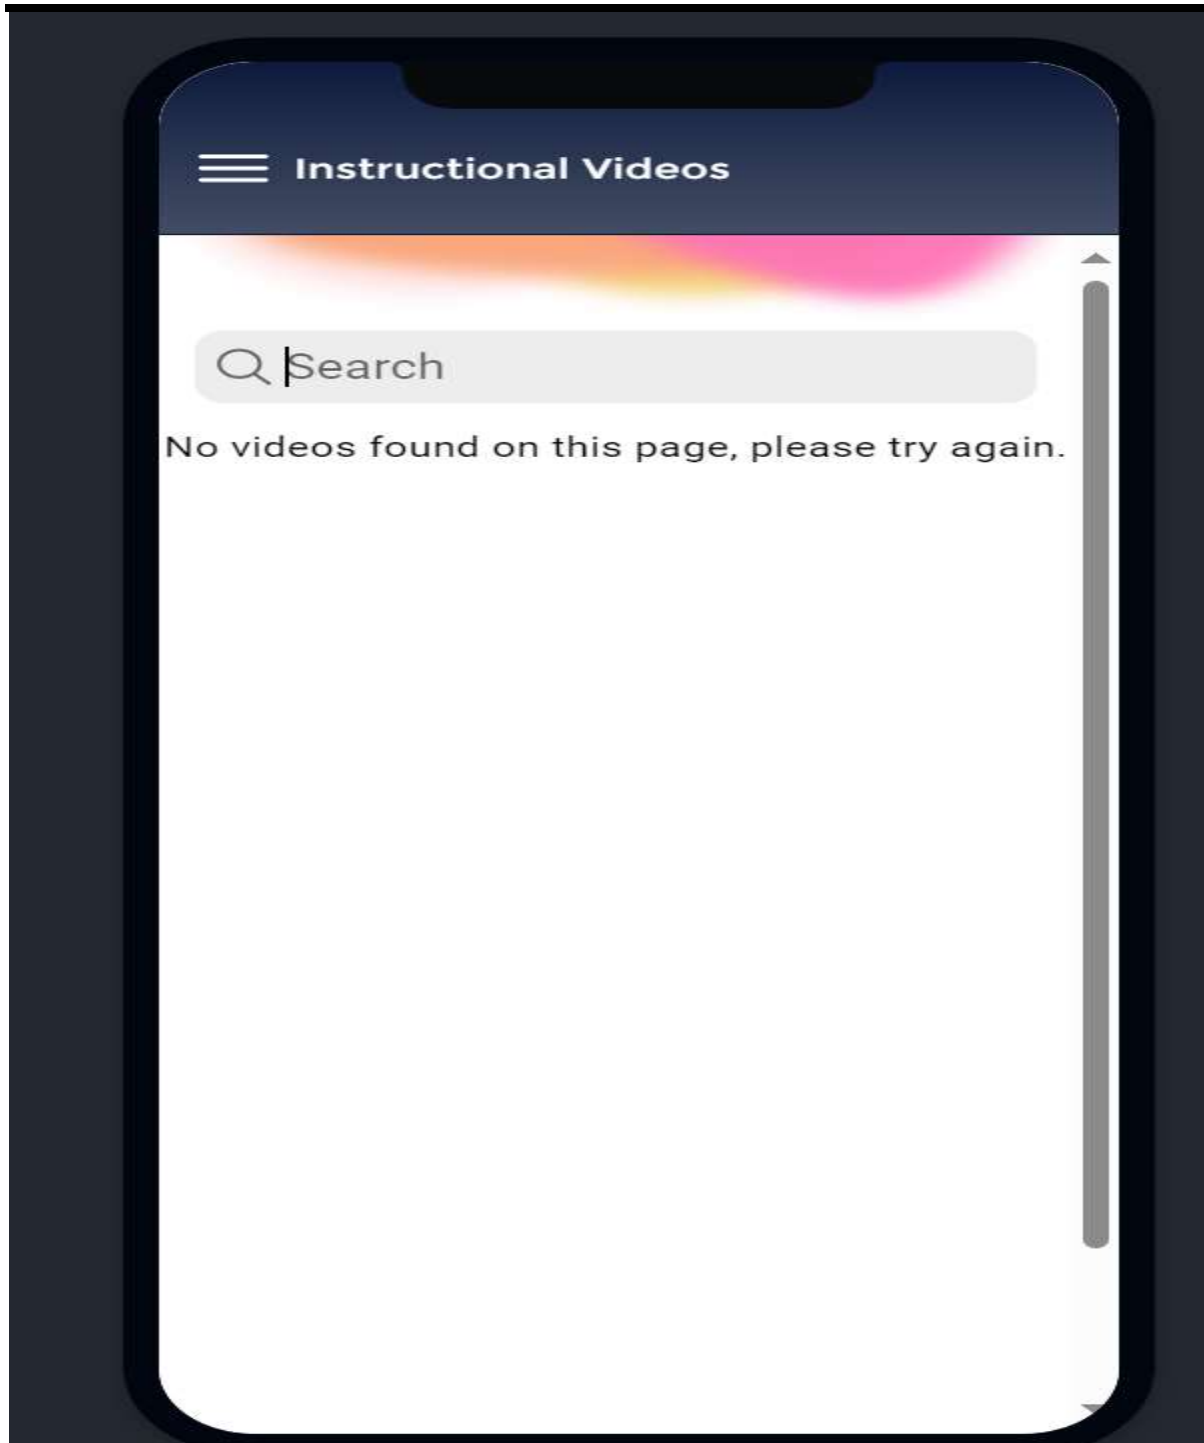 Instructional Videos
Search
No videos found on this page, please try again.